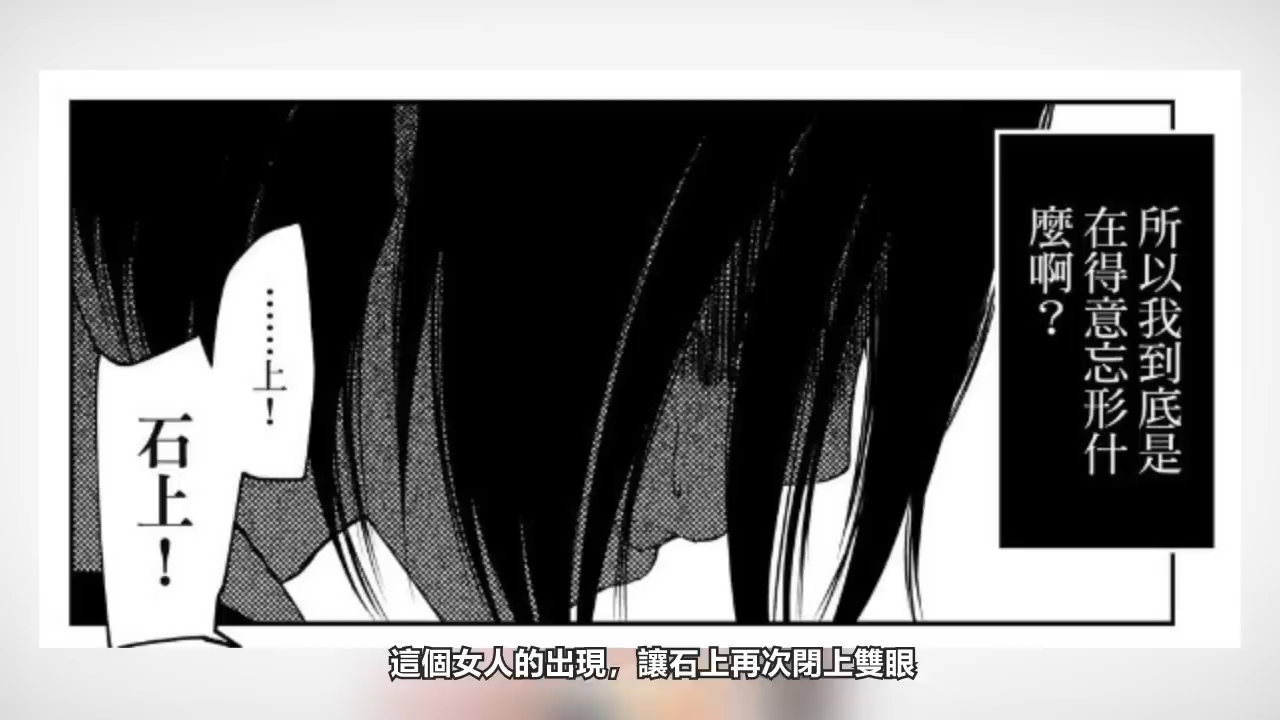 所以我到底是
在得意忘形什
麼啊？
……上！
石上！
這個女人的出現，讓石上再次閉上雙眼